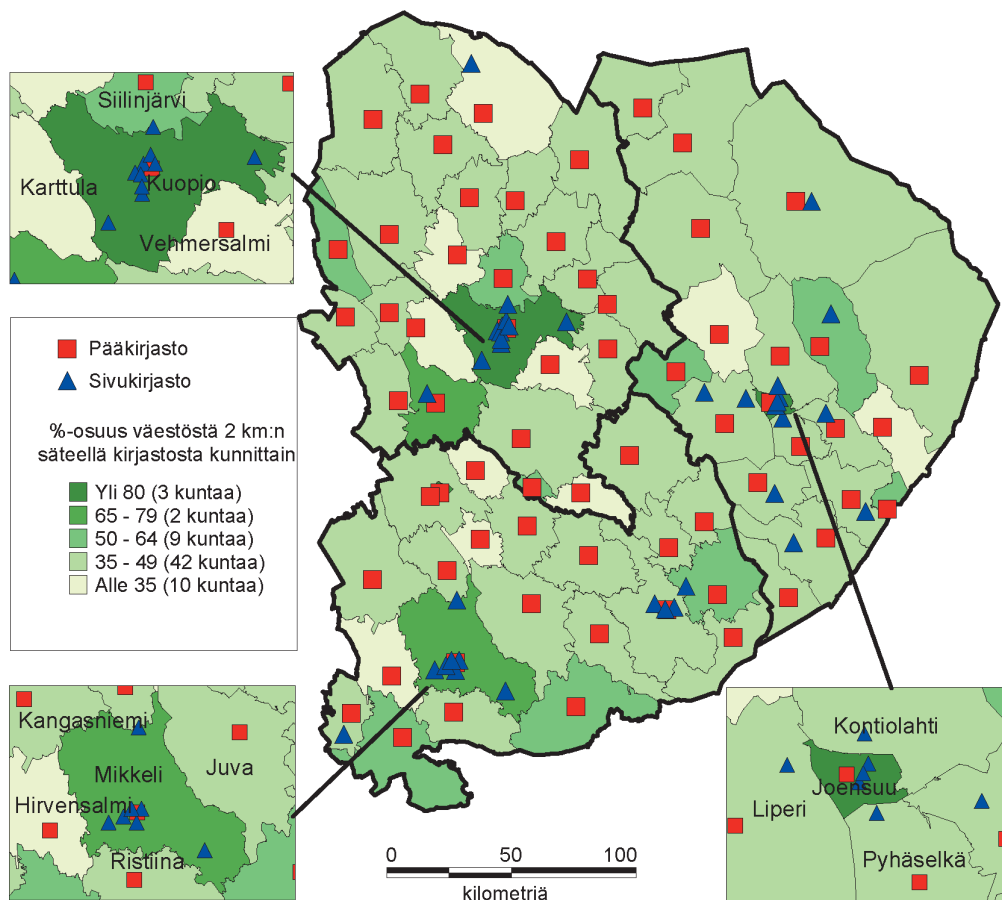 Siilinjärvi
Karttula
Kuopio
Vehmersalmi
Pääkirjasto
Sivukirjasto
%-osuus väestöstä 2 km:n
säteellä kirjastosta kunnittain
Yli 80 (3 kuntaa)
65 - 79 (2 kuntaa)
50 - 64 (9 kuntaa)
35 - 49 (42 kuntaa)
Alle 35 (10 kuntaa)
Kangasniemi
Mikkeli
Juva
Hirvensalmi
Ristiina
0 50 100
kilometriä
Kontiolahti
Joensuu
Liperi
Pyhäselkä